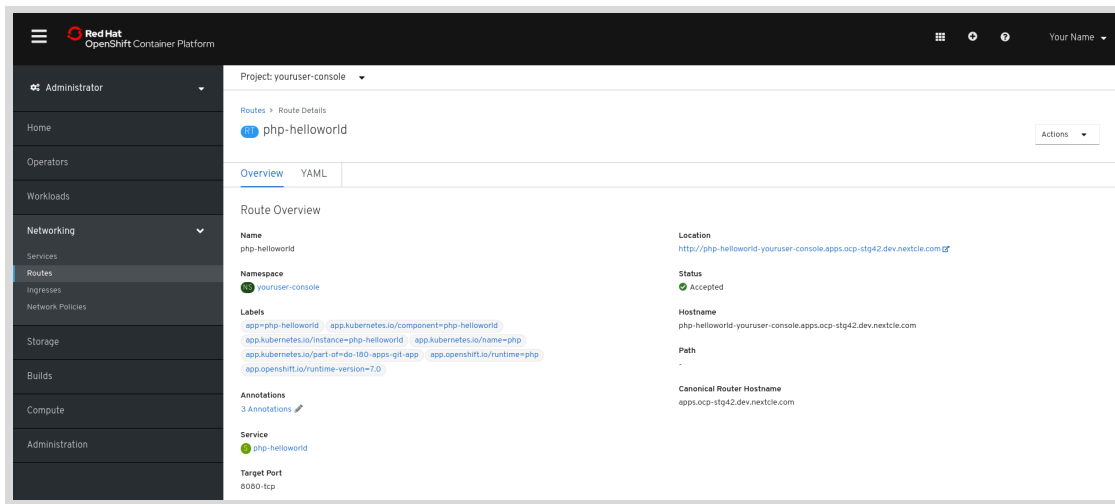 Red Hat
OpenShift Container Platform
Your Name
Administrator
Home
Operators
Workloads
Networking
Services
Routes
Ingresses
Network Policies
Storage
Builds
Compute
Administration
Project: youruser-console
Routes > Route Details
RT php-helloworld
Actions
Overview YAML
Route Overview
Name
php-helloworld
Namespace
NS youruser-console
Labels
app=php-helloworld app.kubernetes.io/component=php-helloworld
app.kubernetes.io/instance=php-helloworld app.kubernetes.io/name=php
app.kubernetes.io/part-of=do-180-apps-git-app app.openshift.io/runtime=php
app.openshift.io/runtime-version=7.0
Annotations
3 Annotations
Service
S php-helloworld
Target Port
8080-tcp
Location
http://php-helloworld-youruser-console.apps.ocp-stg42.dev.nextcle.com
Status
Accepted
Hostname
php-helloworld-youruser-console.apps.ocp-stg42.dev.nextcle.com
Path
-
Canonical Router Hostname
apps.ocp-stg42.dev.nextcle.com